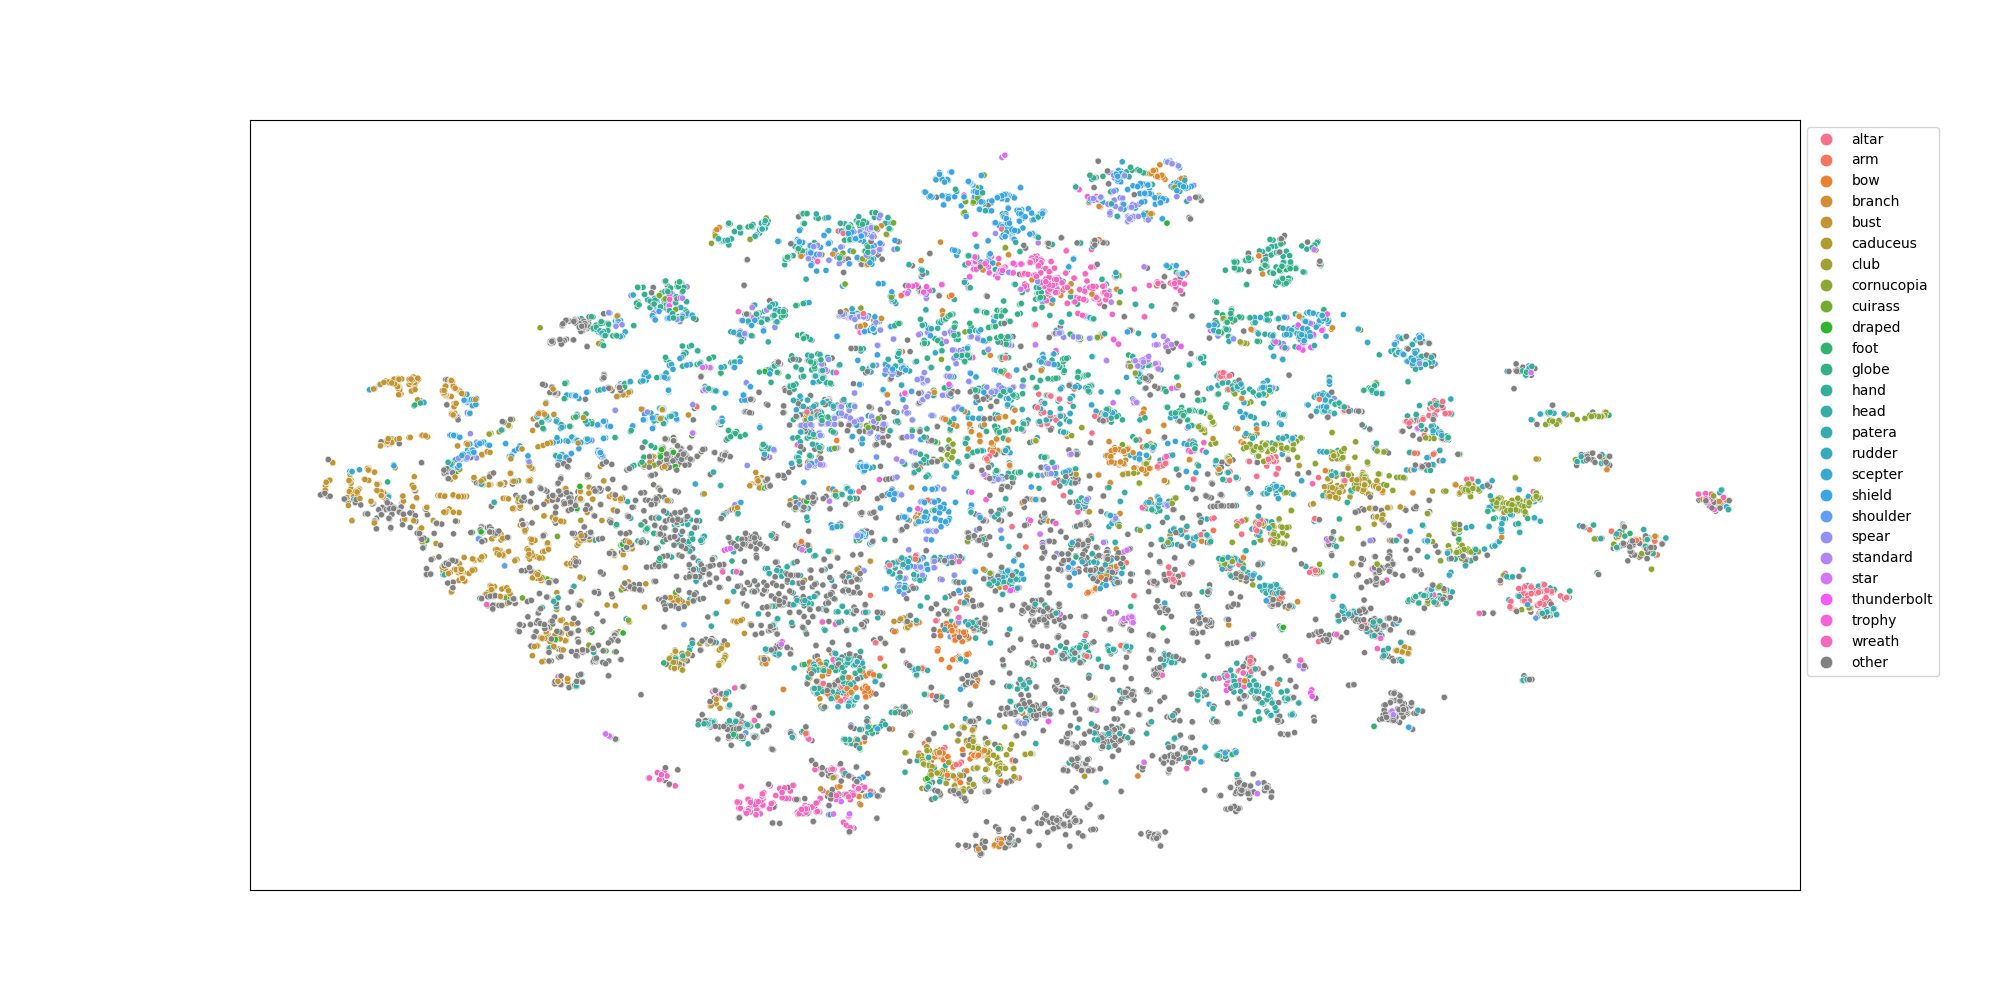 altar
arm
bow
branch
bust
caduceus
club
cornucopia
cuirass
draped
foot
globe
hand
head
patera
rudder
scepter
shield
shoulder
spear
standard
star
thunderbolt
trophy
wreath
other